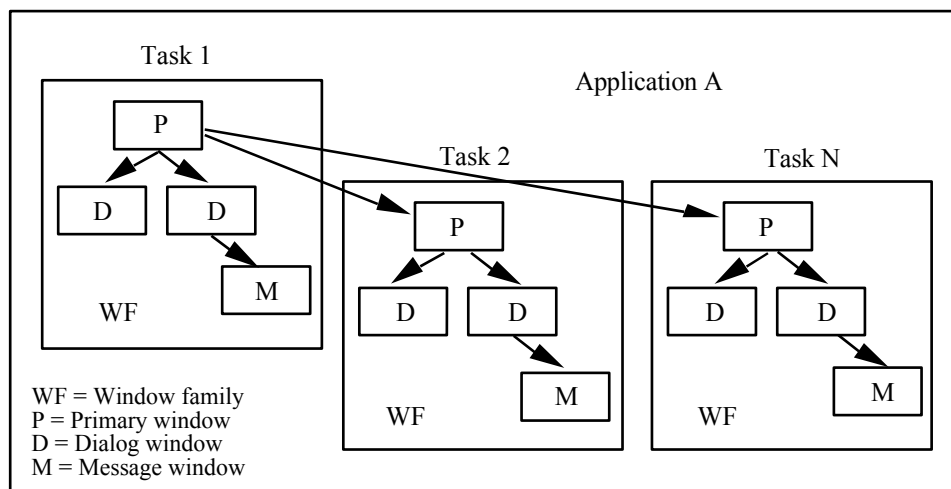 Task 1
Application A
P
Task 2
Task N
D
D
P
P
M
D
D
D
D
WF
M
M
WF
WF
WF = Window family
P = Primary window
D = Dialog window
M = Message window